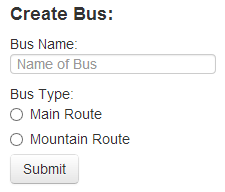 Create Bus:
Bus Name:
Name of Bus
Bus Type:
Main Route
Mountain Route
Submit